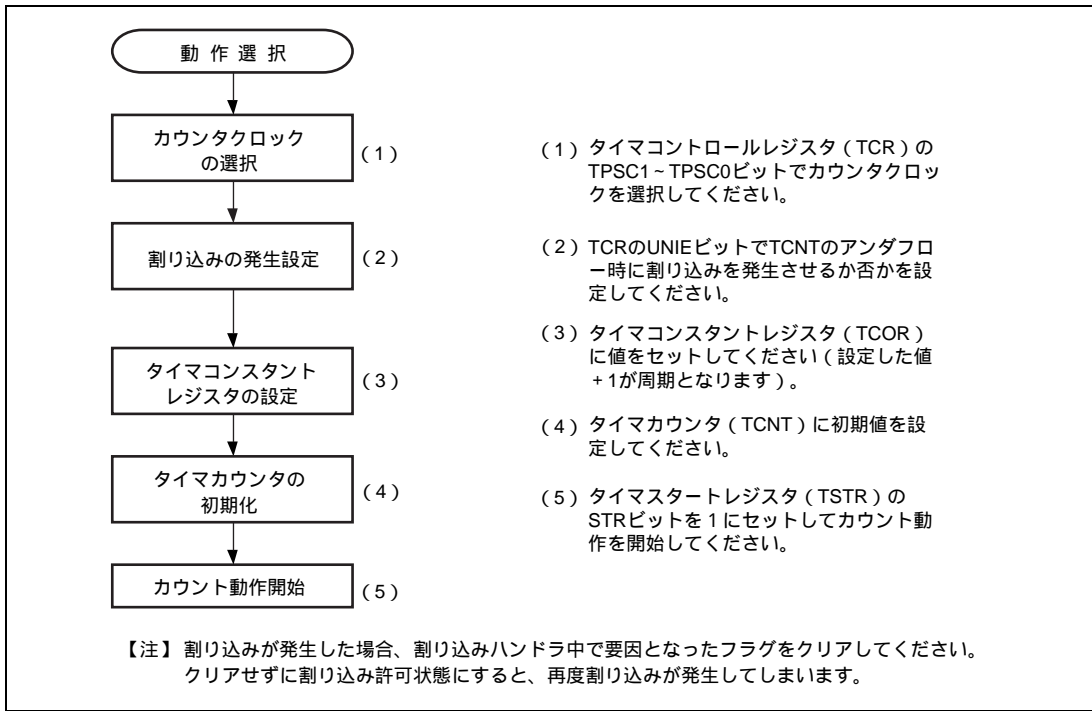 動 作 選 択
カウンタクロック
の選択
(1)
割り込みの発生設定
(2)
タイマコンスタント
レジスタの設定
(3)
タイマカウンタの
初期化
(4)
カウント動作開始
(5)
(1)タイマコントロールレジスタ(TCR)の
TPSC1~TPSC0ビットでカウンタクロッ
クを選択してください。
(2)TCRのUNIEビットでTCNTのアンダフロ
ー時に割り込みを発生させるか否かを設
定してください。
(3)タイマコンスタントレジスタ(TCOR)
に値をセットしてください(設定した値
+1が周期となります)。
(4)タイマカウンタ(TCNT)に初期値を設
定してください。
(5)タイマスタートレジスタ(TSTR)の
STRビットを1にセットしてカウント動
作を開始してください。
【注】割り込みが発生した場合、割り込みハンドラ中で要因となったフラグをクリアしてください。
クリアせずに割り込み許可状態にすると、再度割り込みが発生してしまいます。